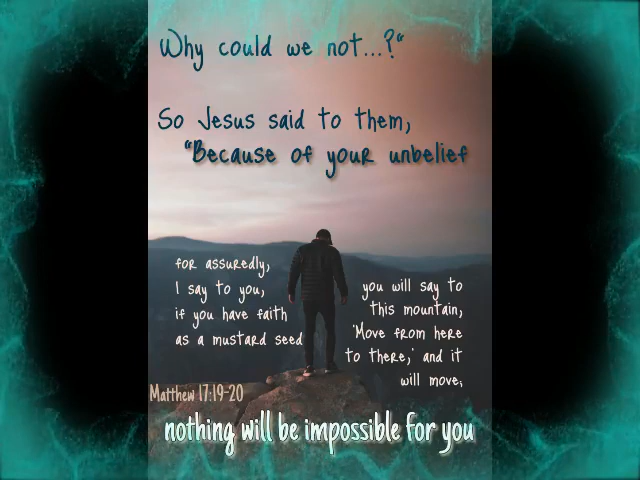 Why could we not...?"
So Jesus said to them,
"Because of your unbelief
for assuredly,
I say to you,
if you have faith
as a mustard seed
you will say to
this mountain,
'Move from here
to there,' and it
will move;
Matthew 17:19-20
nothing will be impossible for you